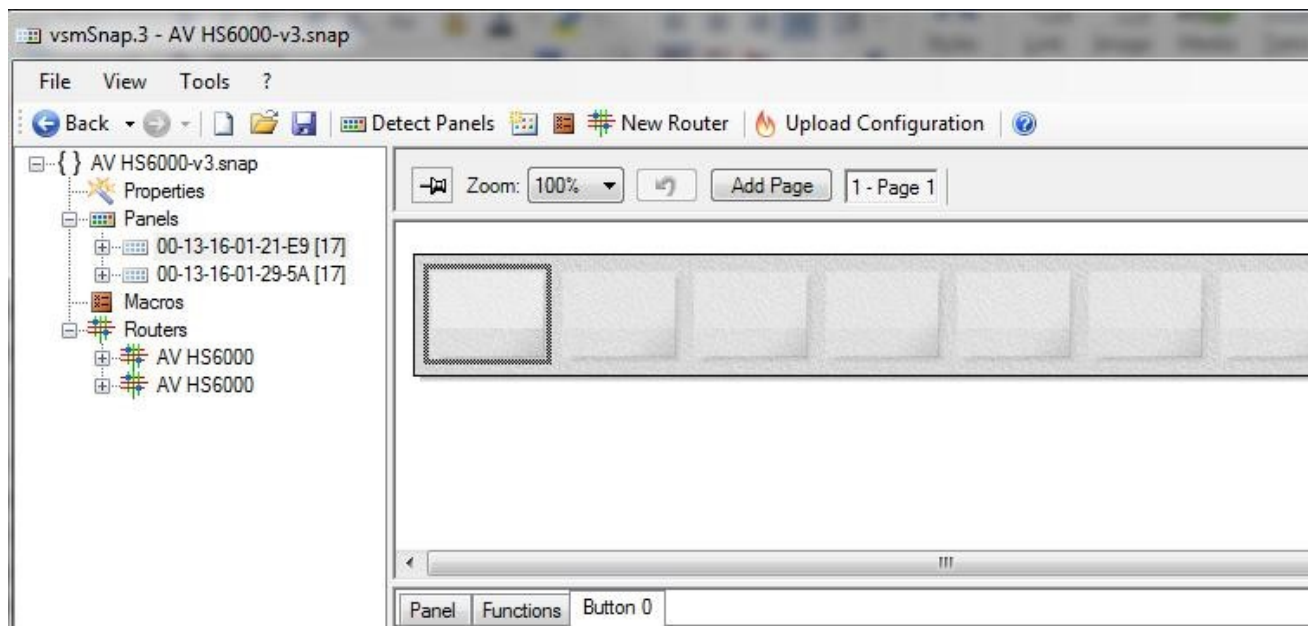 vsmSnap.3 - AV HS6000-v3.snap
File View Tools ?
Back Detect Panels New Router Upload Configuration
{ } AV HS6000-v3.snap
Properties
Panels
00-13-16-01-21-E9 [17]
00-13-16-01-29-5A [17]
Macros
Routers
AV HS6000
AV HS6000
Zoom: 100% Add Page 1 - Page 1
Panel Functions Button 0